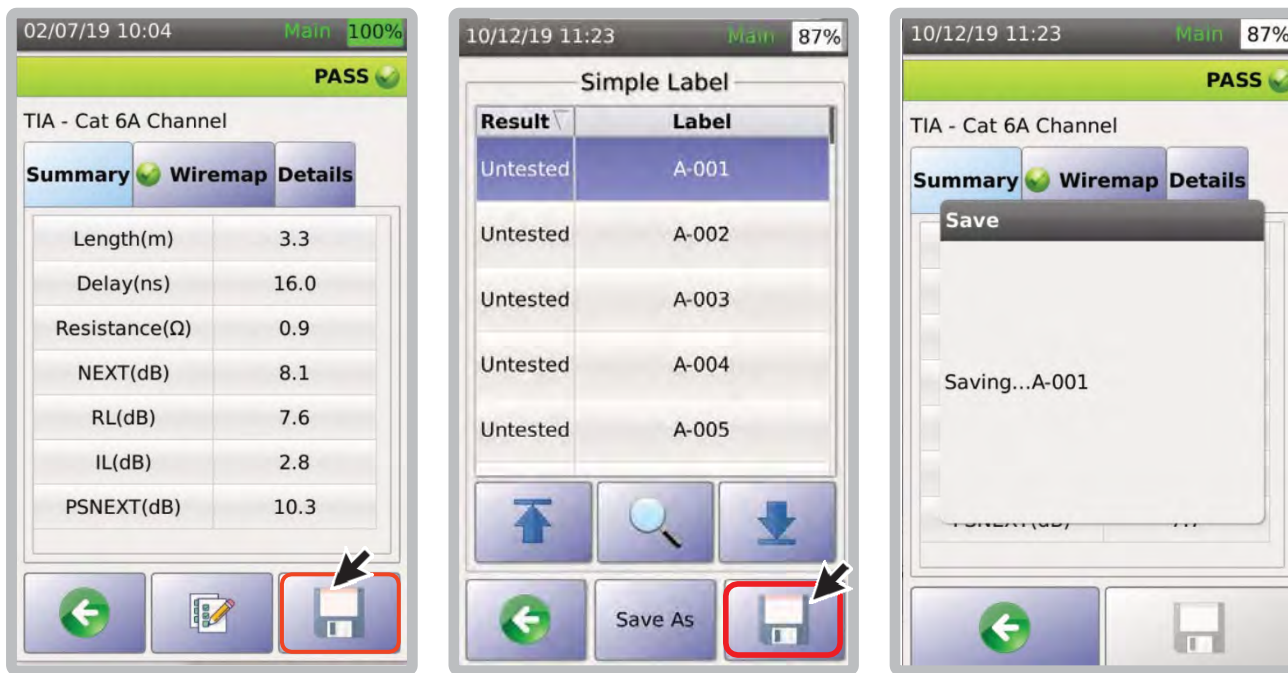 02/07/19 10:04 Main 100%
PASS
TIA - Cat 6A Channel
Summary Wiremap Details
Length(m) 3.3
Delay(ns) 16.0
Resistance(Ω) 0.9
NEXT(dB) 8.1
RL(dB) 7.6
IL(dB) 2.8
PSNEXT(dB) 10.3
10/12/19 11:23 Main 87%
Simple Label
Result Label
Untested A-001
Untested A-002
Untested A-003
Untested A-004
Untested A-005
Save As
10/12/19 11:23 Main 87%
PASS
TIA - Cat 6A Channel
Summary Wiremap Details
Save
Saving...A-001